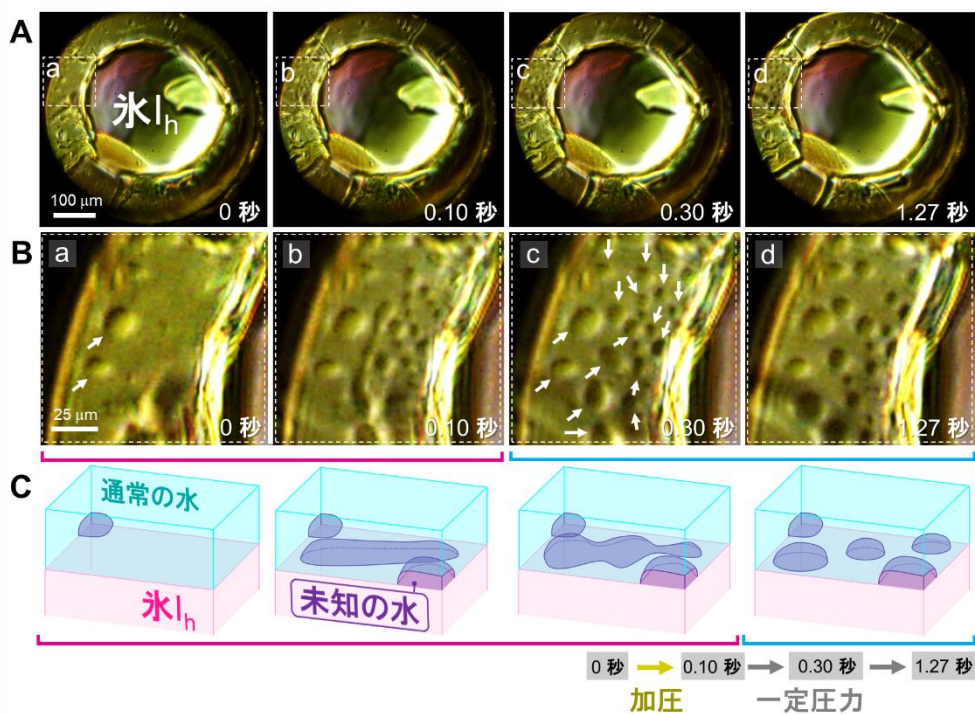 A
a
氷Ih
100 μm
0 秒
b
0.10 秒
c
0.30 秒
d
1.27 秒
B
a
25 μm
0 秒
b
0.10 秒
c
0.30 秒
d
1.27 秒
C
通常の水
氷Ih
未知の水
0 秒
0.10 秒
0.30 秒
1.27 秒
加圧
一定圧力